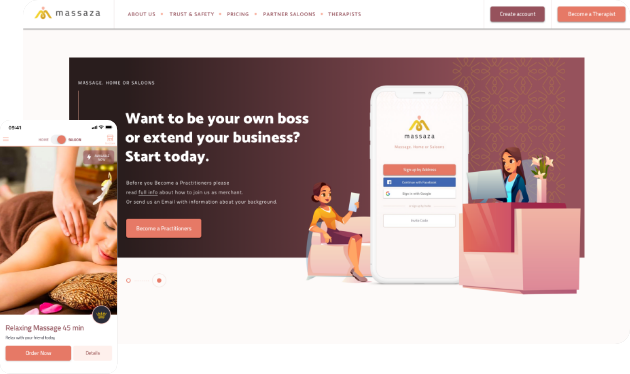 massaza
ABOUT US
TRUST & SAFETY
PRICING
PARTNER SALOONS
THERAPISTS
Create account
Become a Therapist
MASSAGE, HOME OR SALOONS
Want to be your own boss
or extend your business?
Start today.
Before you Become a Practitioners please
read full info about how to join us as merchant.
Or send us an Email with information about your background.
Become a Practitioners
massaza
Massage, Home or Saloons
Sign up by Address
Continue with Facebook
Sign in with Google
Invite Code
09:41
HOME
SALOON
Relaxing Massage 45 min
Relax with your friend today
Order Now
Details